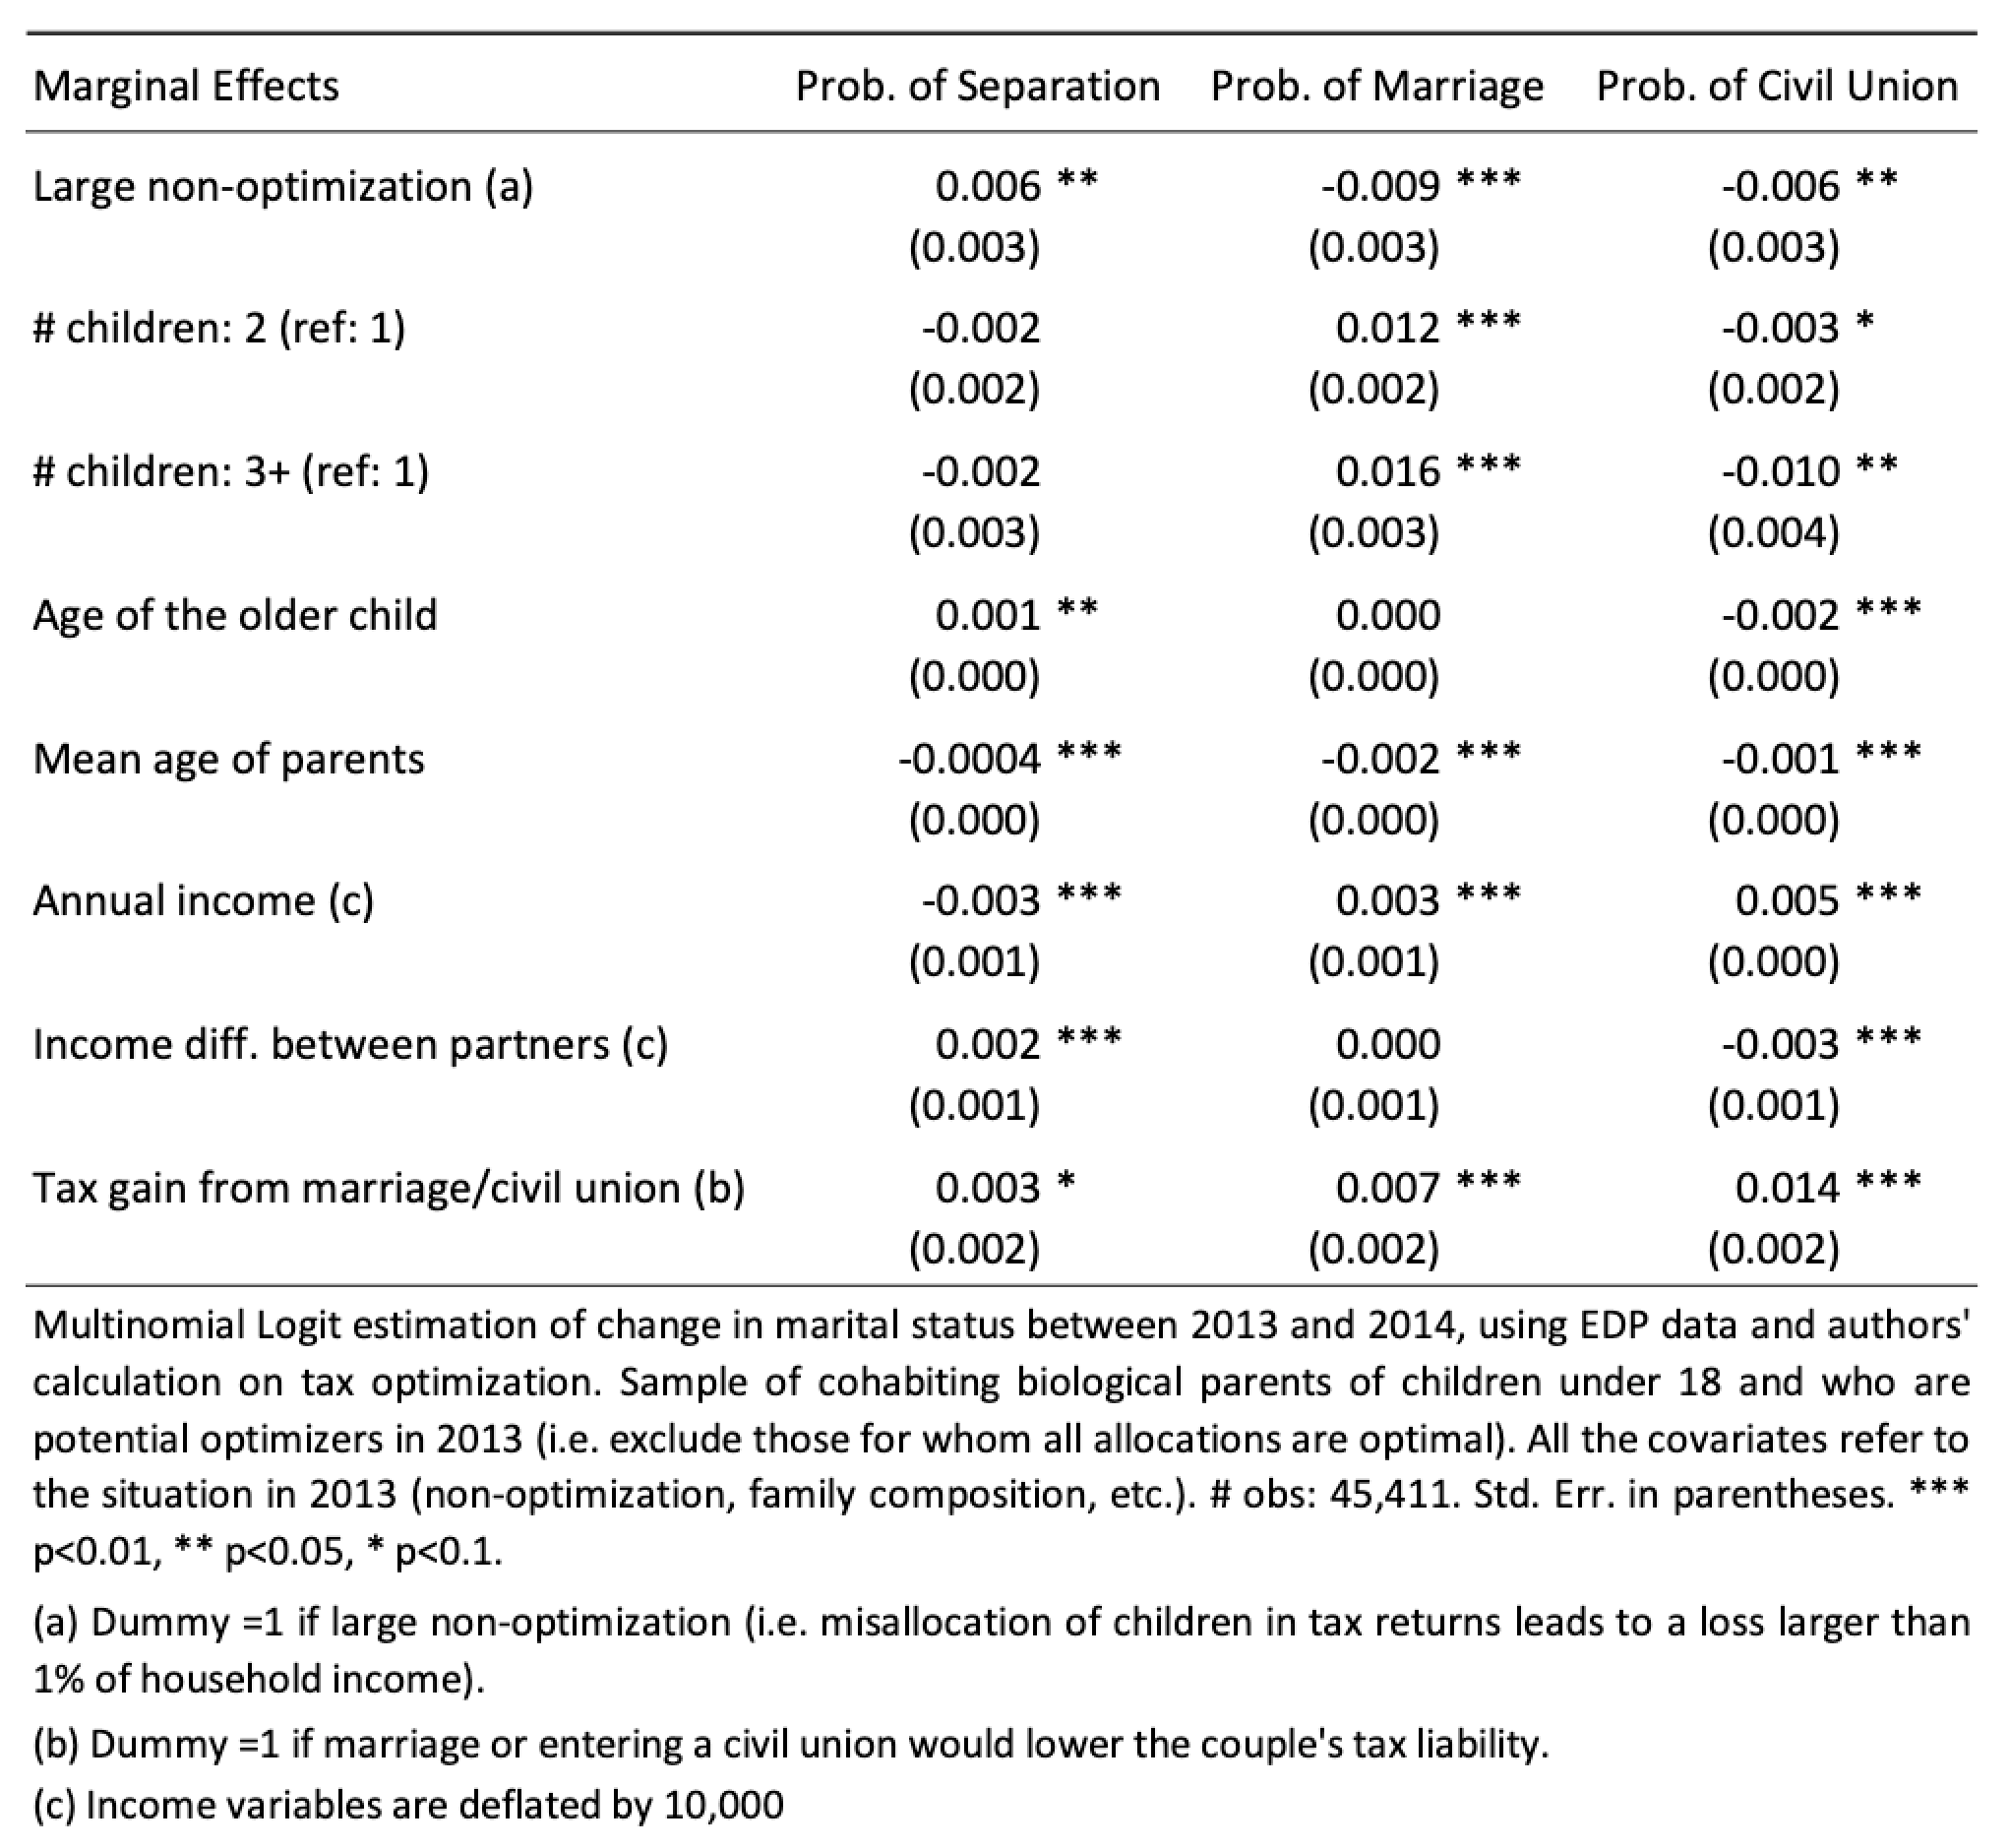 Marginal Effects Prob. of Separation Prob. of Marriage Prob. of Civil Union
Large non-optimization (a) 0.006 ** -0.009 *** -0.006 **
(0.003) (0.003) (0.003)
# children: 2 (ref: 1) -0.002 0.012 *** -0.003 *
(0.002) (0.002) (0.002)
# children: 3+ (ref: 1) -0.002 0.016 *** -0.010 **
(0.003) (0.003) (0.004)
Age of the older child 0.001 ** 0.000 -0.002 ***
(0.000) (0.000) (0.000)
Mean age of parents -0.0004 *** -0.002 *** -0.001 ***
(0.000) (0.000) (0.000)
Annual income (c) -0.003 *** 0.003 *** 0.005 ***
(0.001) (0.001) (0.000)
Income diff. between partners (c) 0.002 *** 0.000 -0.003 ***
(0.001) (0.001) (0.001)
Tax gain from marriage/civil union (b) 0.003 * 0.007 *** 0.014 ***
(0.002) (0.002) (0.002)
Multinomial Logit estimation of change in marital status between 2013 and 2014, using EDP data and authors'
calculation on tax optimization. Sample of cohabiting biological parents of children under 18 and who are
potential optimizers in 2013 (i.e. exclude those for whom all allocations are optimal). All the covariates refer to
the situation in 2013 (non-optimization, family composition, etc.). # obs: 45,411. Std. Err. in parentheses. ***
p<0.01, ** p<0.05, * p<0.1.
(a) Dummy =1 if large non-optimization (i.e. misallocation of children in tax returns leads to a loss larger than
1% of household income).
(b) Dummy =1 if marriage or entering a civil union would lower the couple's tax liability.
(c) Income variables are deflated by 10,000